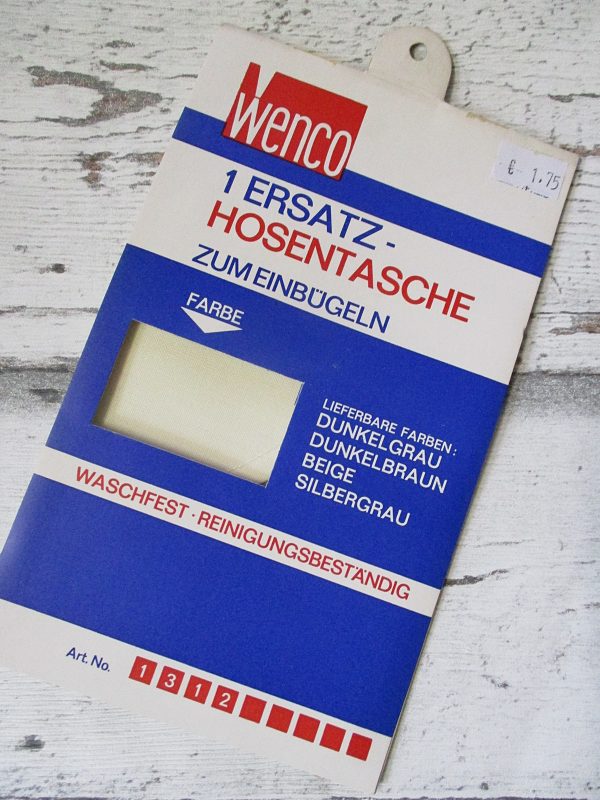 Wenco
€ 1.75
1 ERSATZ-
HOSENTASCHE
ZUM EINBÜGELN
FARBE
LIEFERBARE FARBEN:
DUNKELGRAU
DUNKELBRAUN
BEIGE
SILBERGRAU
WASCHFEST · REINIGUNGSBESTÄNDIG
Art. No. 1312